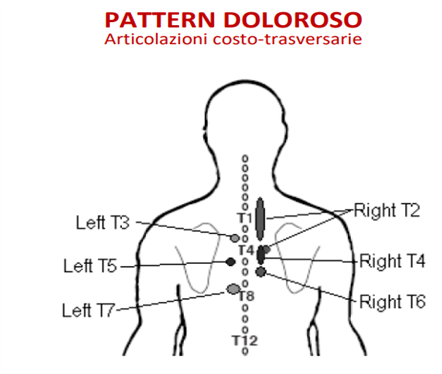 PATTERN DOLOROSO
Articolazioni costo-trasversarie
T1
Right T2
Left T3
T4
Left T5
Right T4
T8
Left T7
Right T6
T12